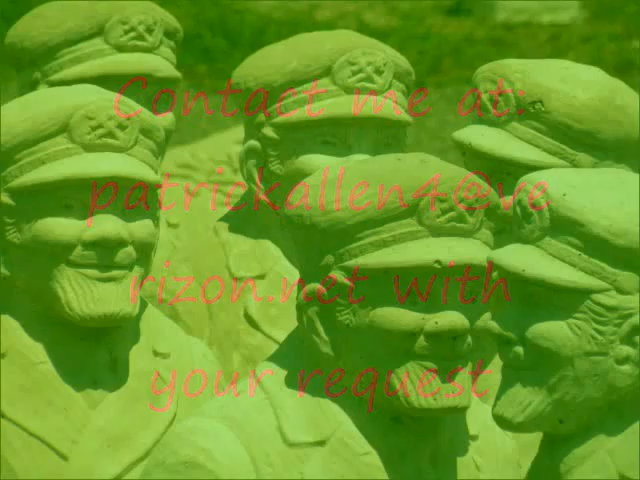 Contact me at:
patrickallen4@ve
rizon.net with
your request